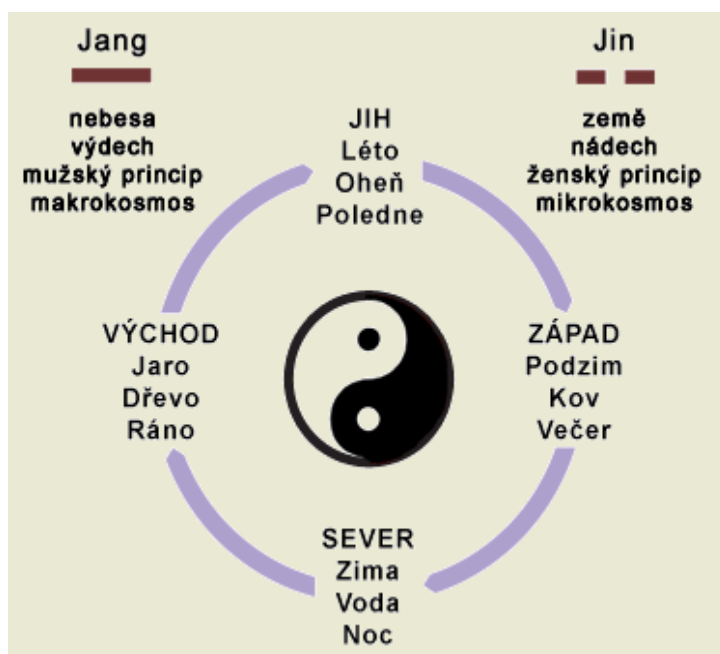 Jang
nebesa
výdech
mužský princip
makrokosmos
Jin
země
nádech
ženský princip
mikrokosmos
JIH
Léto
Oheň
Poledne
VÝCHOD
Jaro
Dřevo
Ráno
ZÁPAD
Podzim
Kov
Večer
SEVER
Zima
Voda
Noc